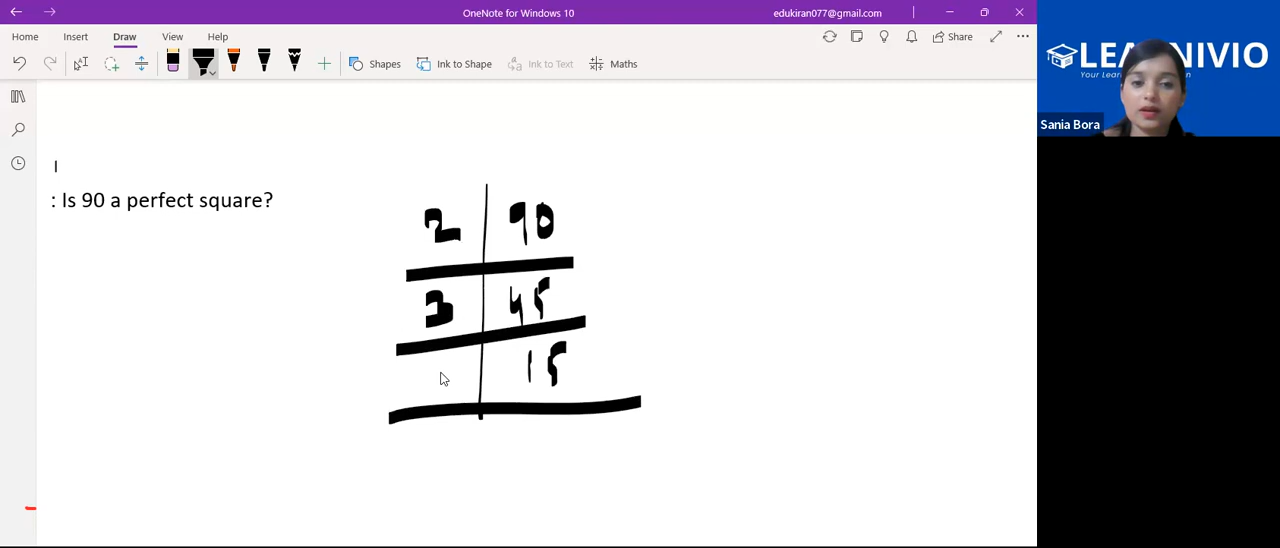 OneNote for Windows 10
edukiran077@gmail.com
Home Insert Draw View Help
Share
Shapes Ink to Shape Ink to Text Maths
LEARNIVIO
Sania Bora
I
: Is 90 a perfect square?
2 90
3 45
15